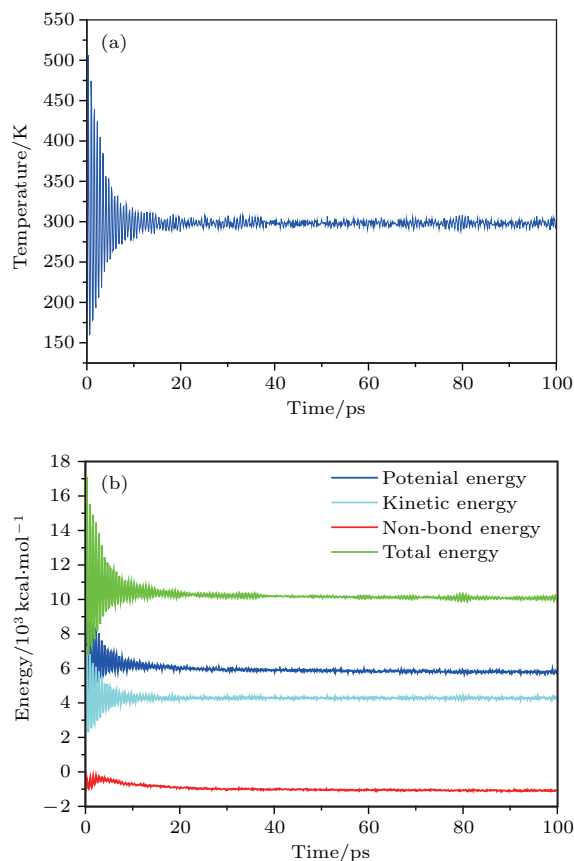 550
(a)
500
450
400
350
300
250
200
150
Temperature/K
0 20 40 60 80 100
Time/ps
18
(b)
16
14
12
10
8
6
4
2
0
−2
Energy/10³ kcal·mol⁻¹
Potenial energy
Kinetic energy
Non-bond energy
Total energy
0 20 40 60 80 100
Time/ps